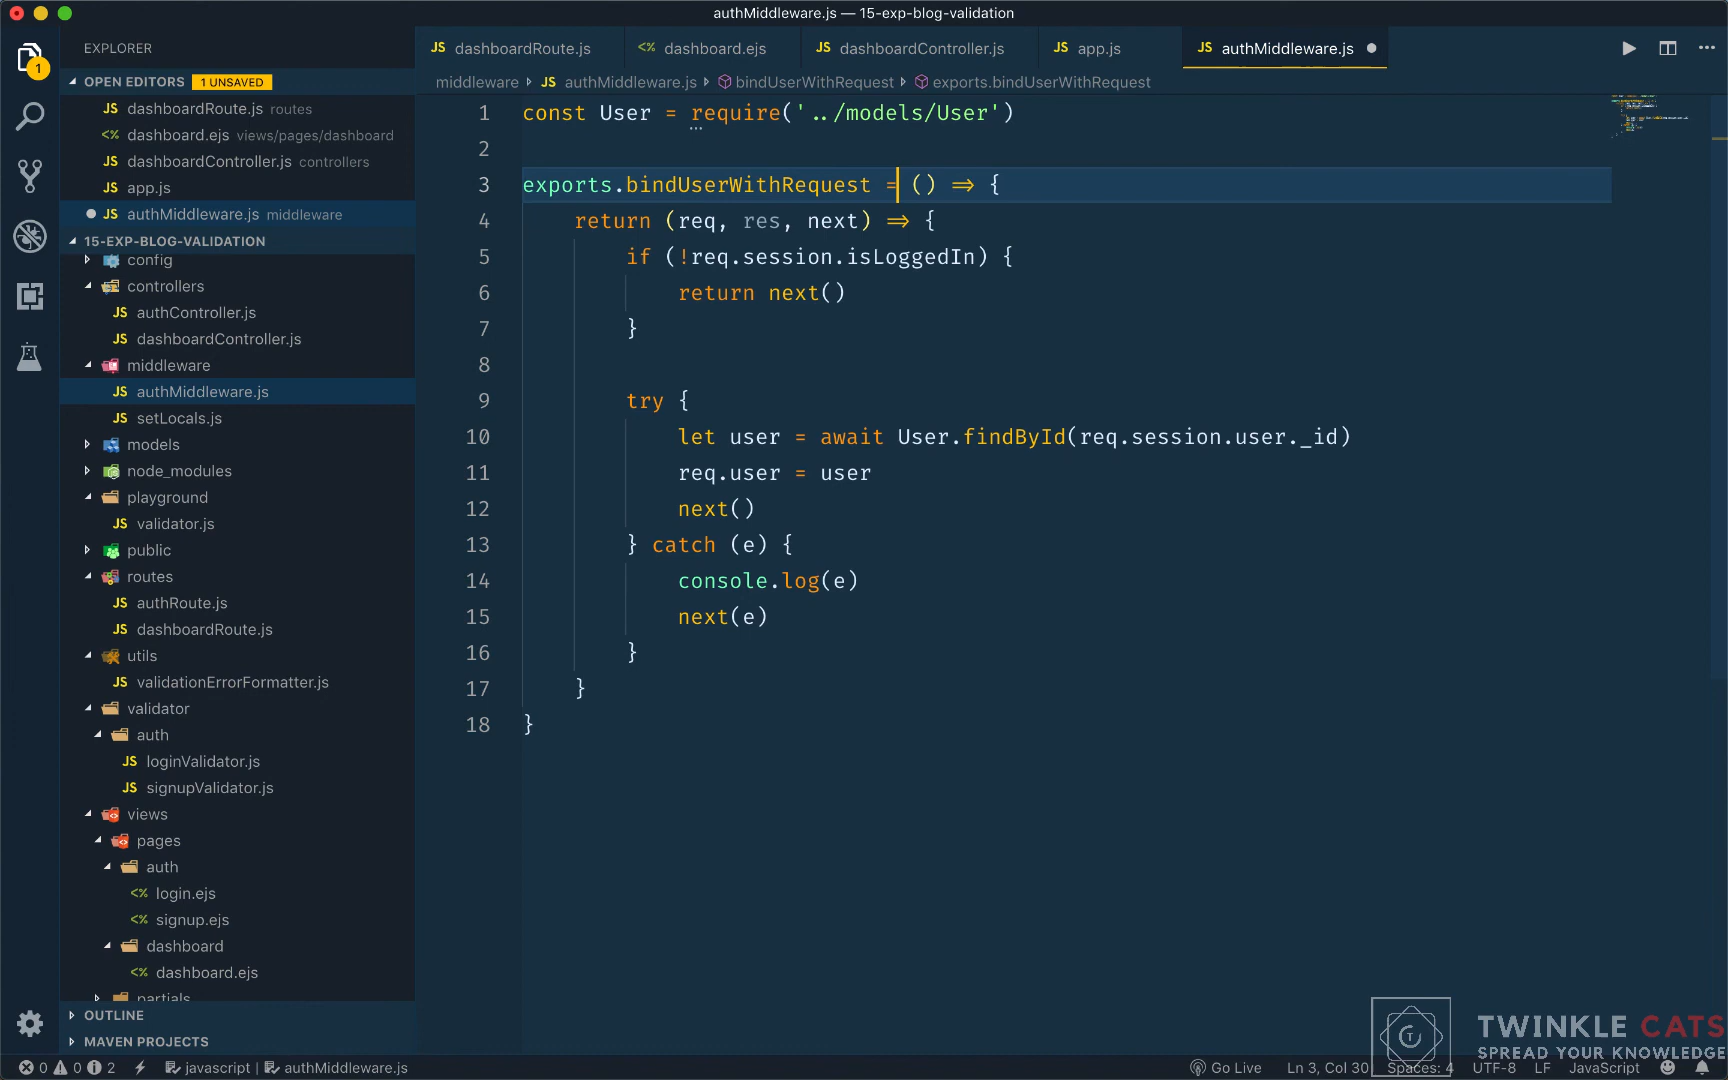 authMiddleware.js — 15-exp-blog-validation
EXPLORER
JS dashboardRoute.js
<%= dashboard.ejs
JS dashboardController.js
JS app.js
JS authMiddleware.js
OPEN EDITORS 1 UNSAVED
middleware JS authMiddleware.js bindUserWithRequest exports.bindUserWithRequest
1
JS dashboardRoute.js routes
<%= dashboard.ejs views/pages/dashboard
JS dashboardController.js controllers
JS app.js
JS authMiddleware.js middleware
15-EXP-BLOG-VALIDATION
config
controllers
JS authController.js
JS dashboardController.js
middleware
JS authMiddleware.js
JS setLocals.js
models
node_modules
playground
JS validator.js
public
routes
JS authRoute.js
JS dashboardRoute.js
utils
JS validationErrorFormatter.js
validator
auth
JS loginValidator.js
JS signupValidator.js
views
pages
auth
<%= login.ejs
<%= signup.ejs
dashboard
<%= dashboard.ejs
partials
OUTLINE
MAVEN PROJECTS
1 const User = require('../models/User')
2
3 exports.bindUserWithRequest = () => {
4 return (req, res, next) => {
5 if (!req.session.isLoggedIn) {
6 return next()
7 }
8
9 try {
10 let user = await User.findById(req.session.user._id)
11 req.user = user
12 next()
13 } catch (e) {
14 console.log(e)
15 next(e)
16 }
17 }
18 }
TWINKLE CATS
SPREAD YOUR KNOWLEDGE
0 0 2 javascript | authMiddleware.js Go Live Ln 3, Col 30 Spaces: 4 UTF-8 LF JavaScript